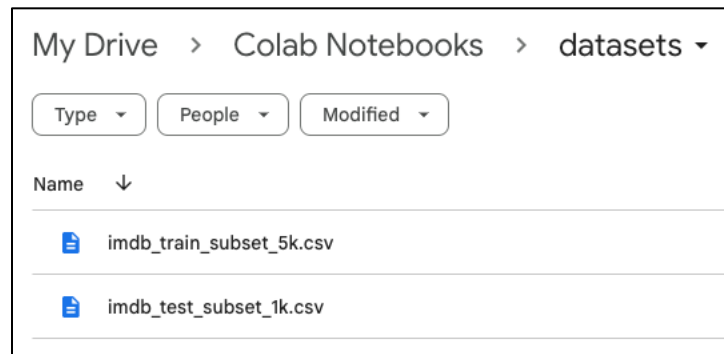 My Drive > Colab Notebooks > datasets
Type People Modified
Name
imdb_train_subset_5k.csv
imdb_test_subset_1k.csv